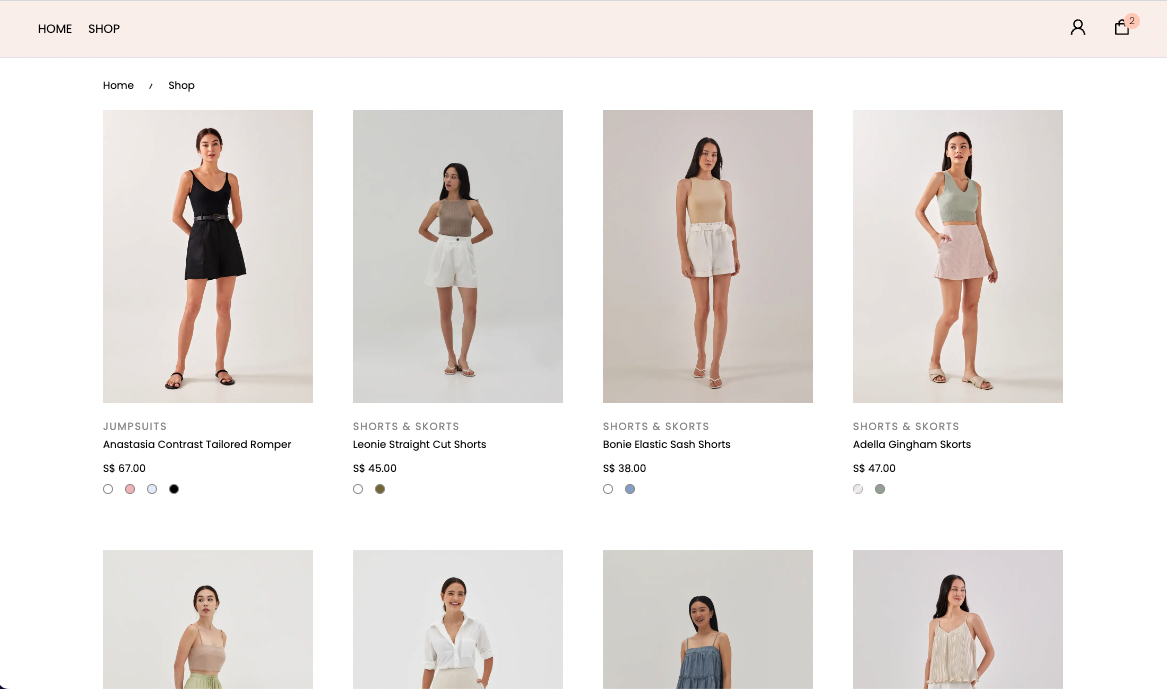 HOME SHOP
2
Home / Shop
JUMPSUITS
Anastasia Contrast Tailored Romper
S$ 67.00
SHORTS & SKORTS
Leonie Straight Cut Shorts
S$ 45.00
SHORTS & SKORTS
Bonie Elastic Sash Shorts
S$ 38.00
SHORTS & SKORTS
Adella Gingham Skorts
S$ 47.00